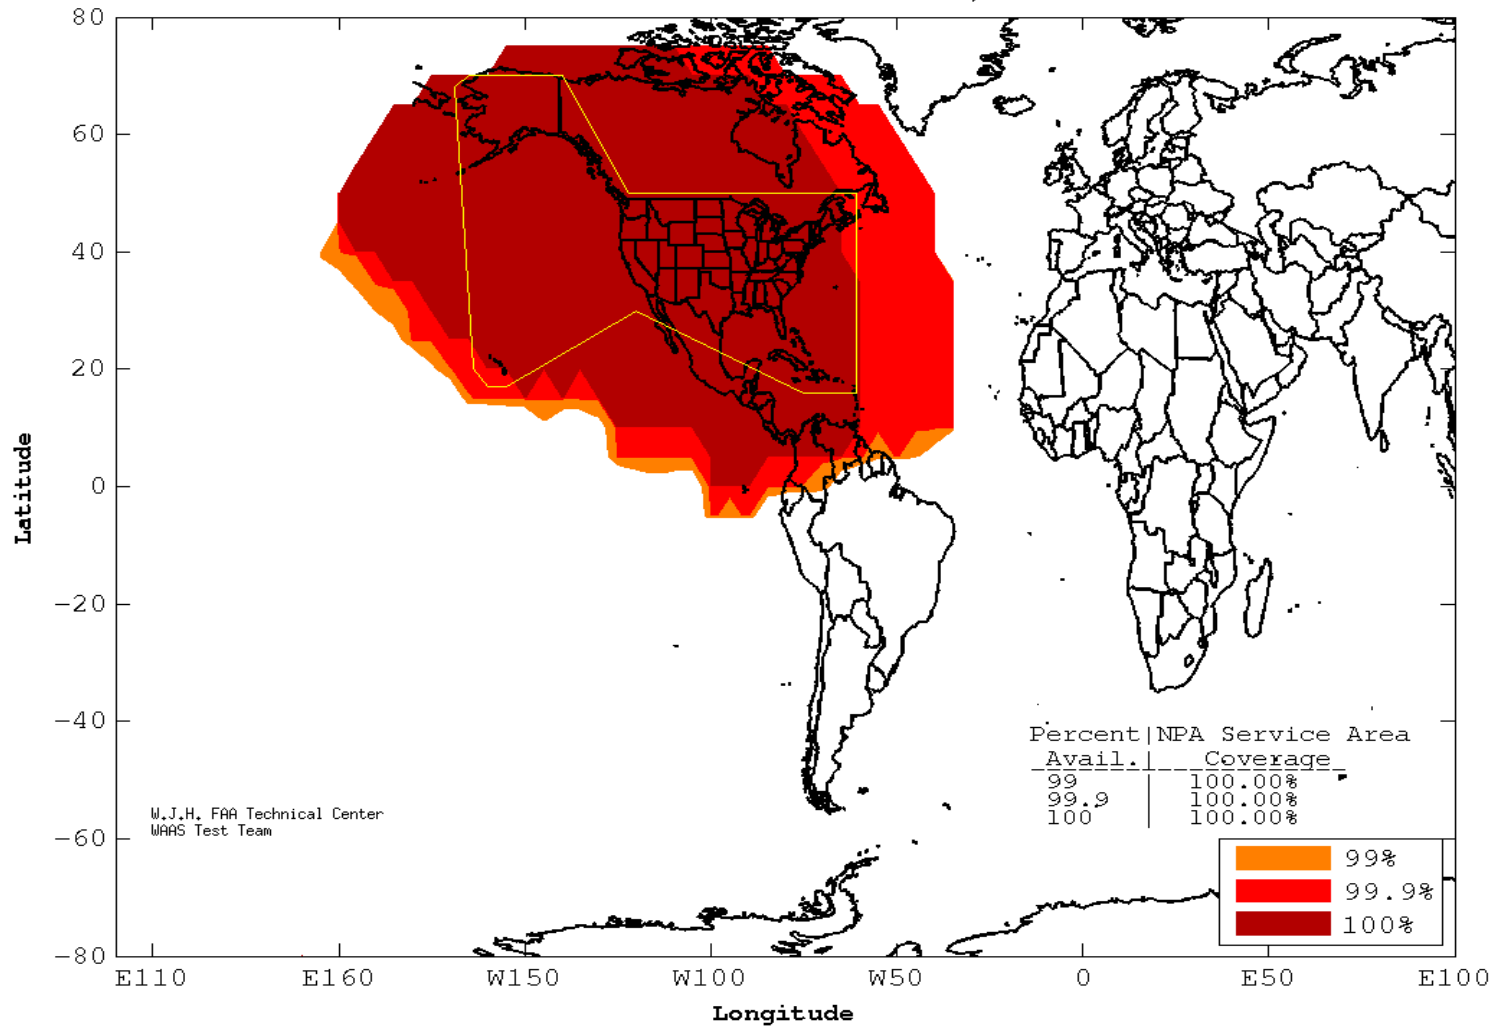 80
60
40
20
0
-20
-40
-60
-80
Latitude
Percent|NPA Service Area
Avail.| Coverage
99 | 100.00%
99.9 | 100.00%
100 | 100.00%
W.J.H. FAA Technical Center
WAAS Test Team
99%
99.9%
100%
E110 E160 W150 W100 W50 0 E50 E100
Longitude